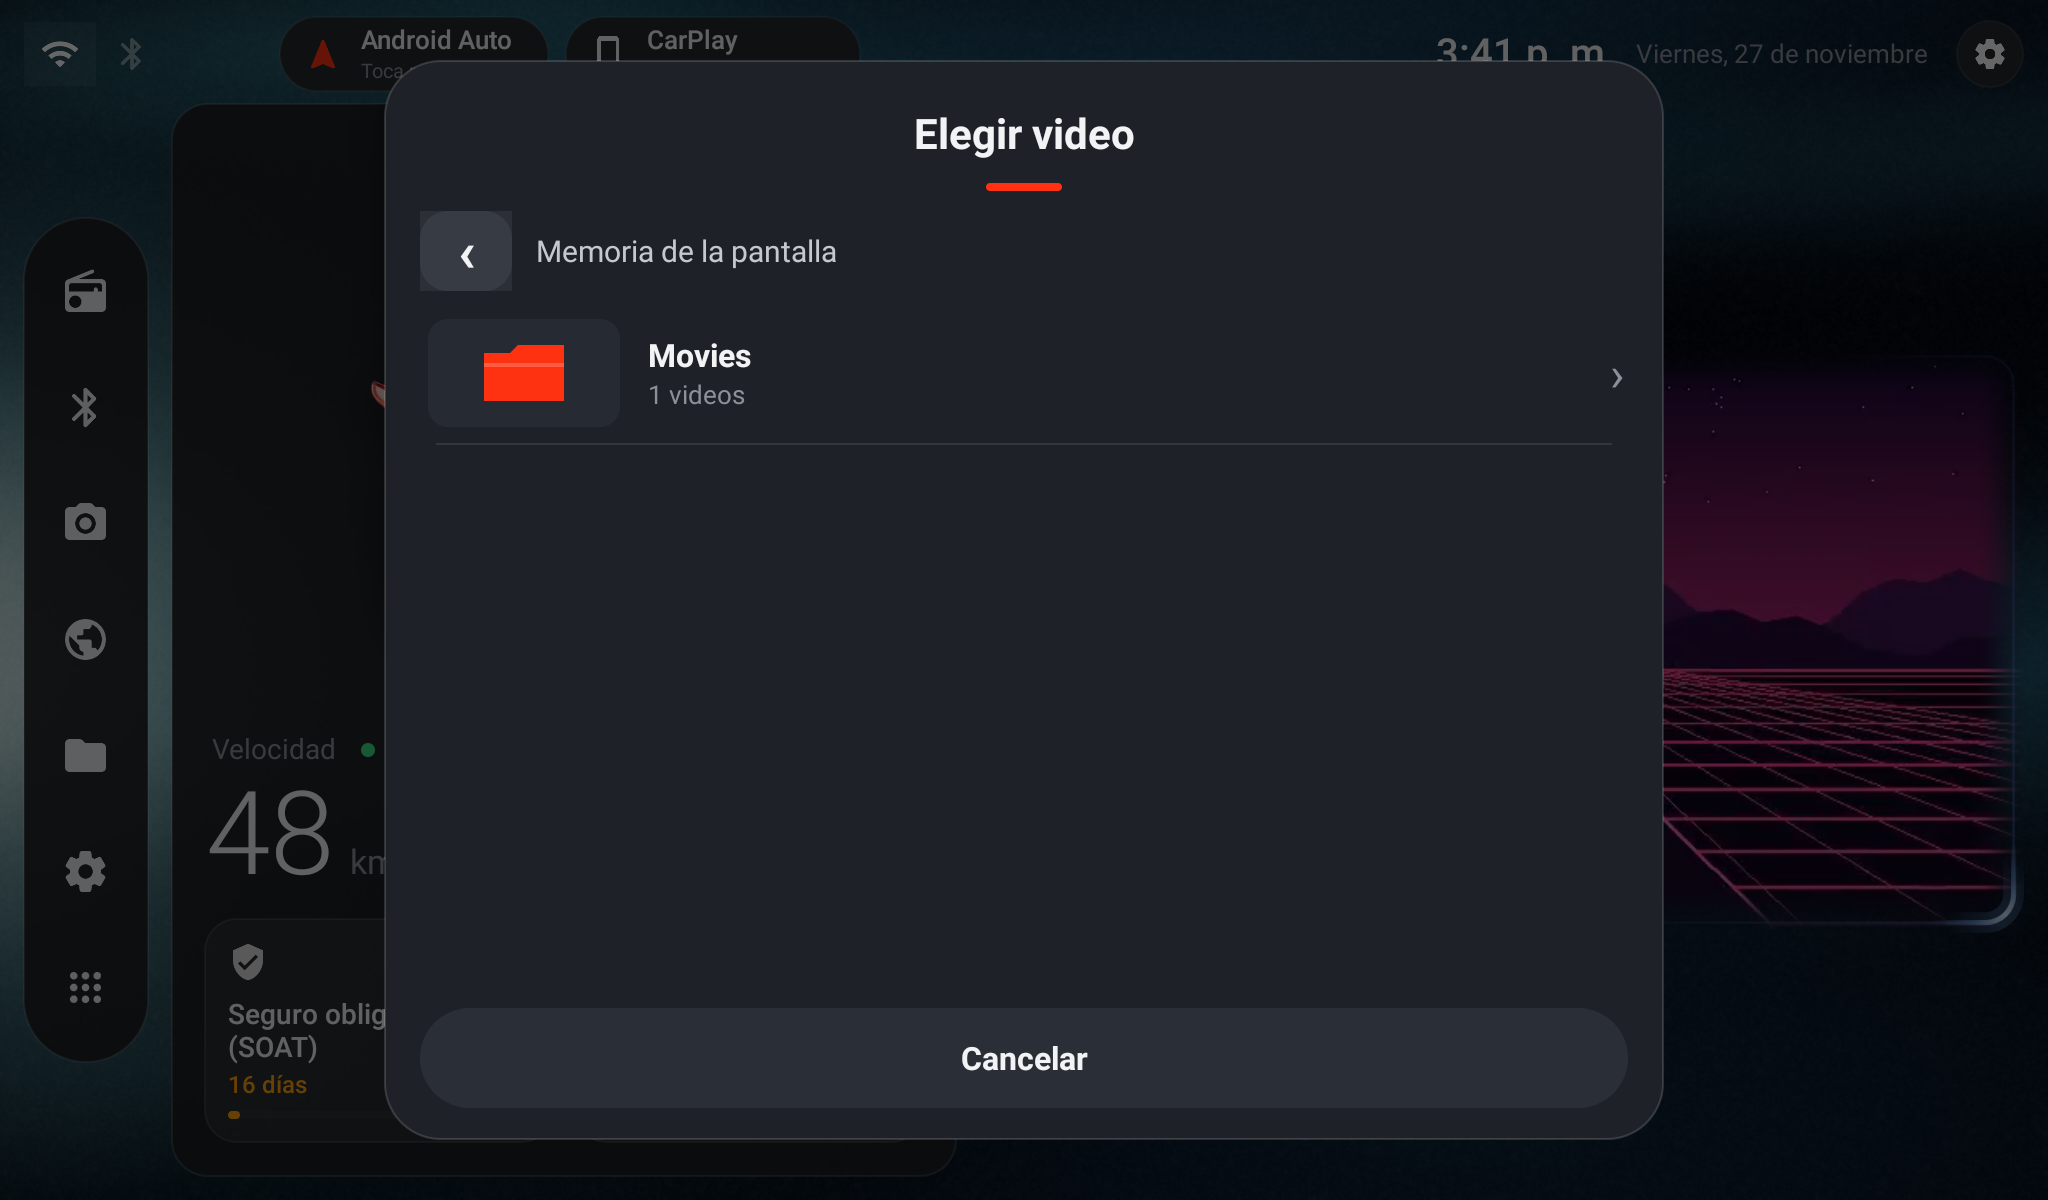 Android Auto
Toca
CarPlay
3:41 p. m
Viernes, 27 de noviembre
Elegir video
Memoria de la pantalla
Movies
1 videos
Velocidad
48 km
Seguro oblig
(SOAT)
16 días
Cancelar